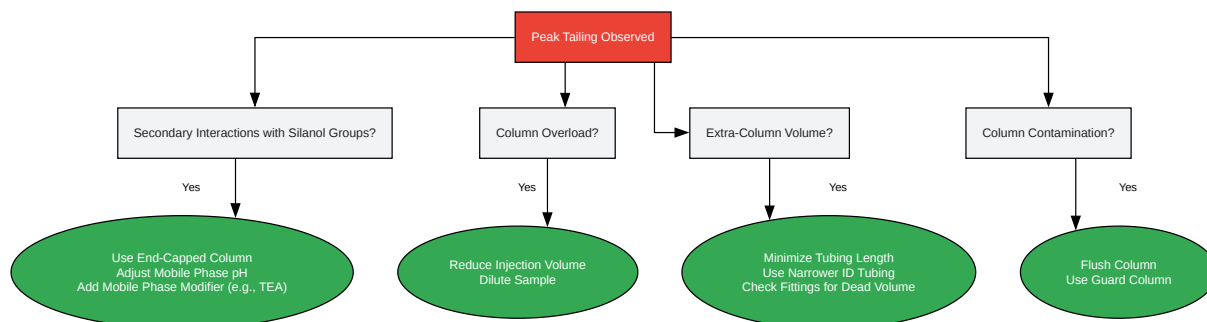 Peak Tailing Observed
Secondary Interactions with Silanol Groups?
Column Overload?
Extra-Column Volume?
Column Contamination?
Yes
Yes
Yes
Yes
Use End-Capped Column
Adjust Mobile Phase pH
Add Mobile Phase Modifier (e.g., TEA)
Reduce Injection Volume
Dilute Sample
Minimize Tubing Length
Use Narrower ID Tubing
Check Fittings for Dead Volume
Flush Column
Use Guard Column